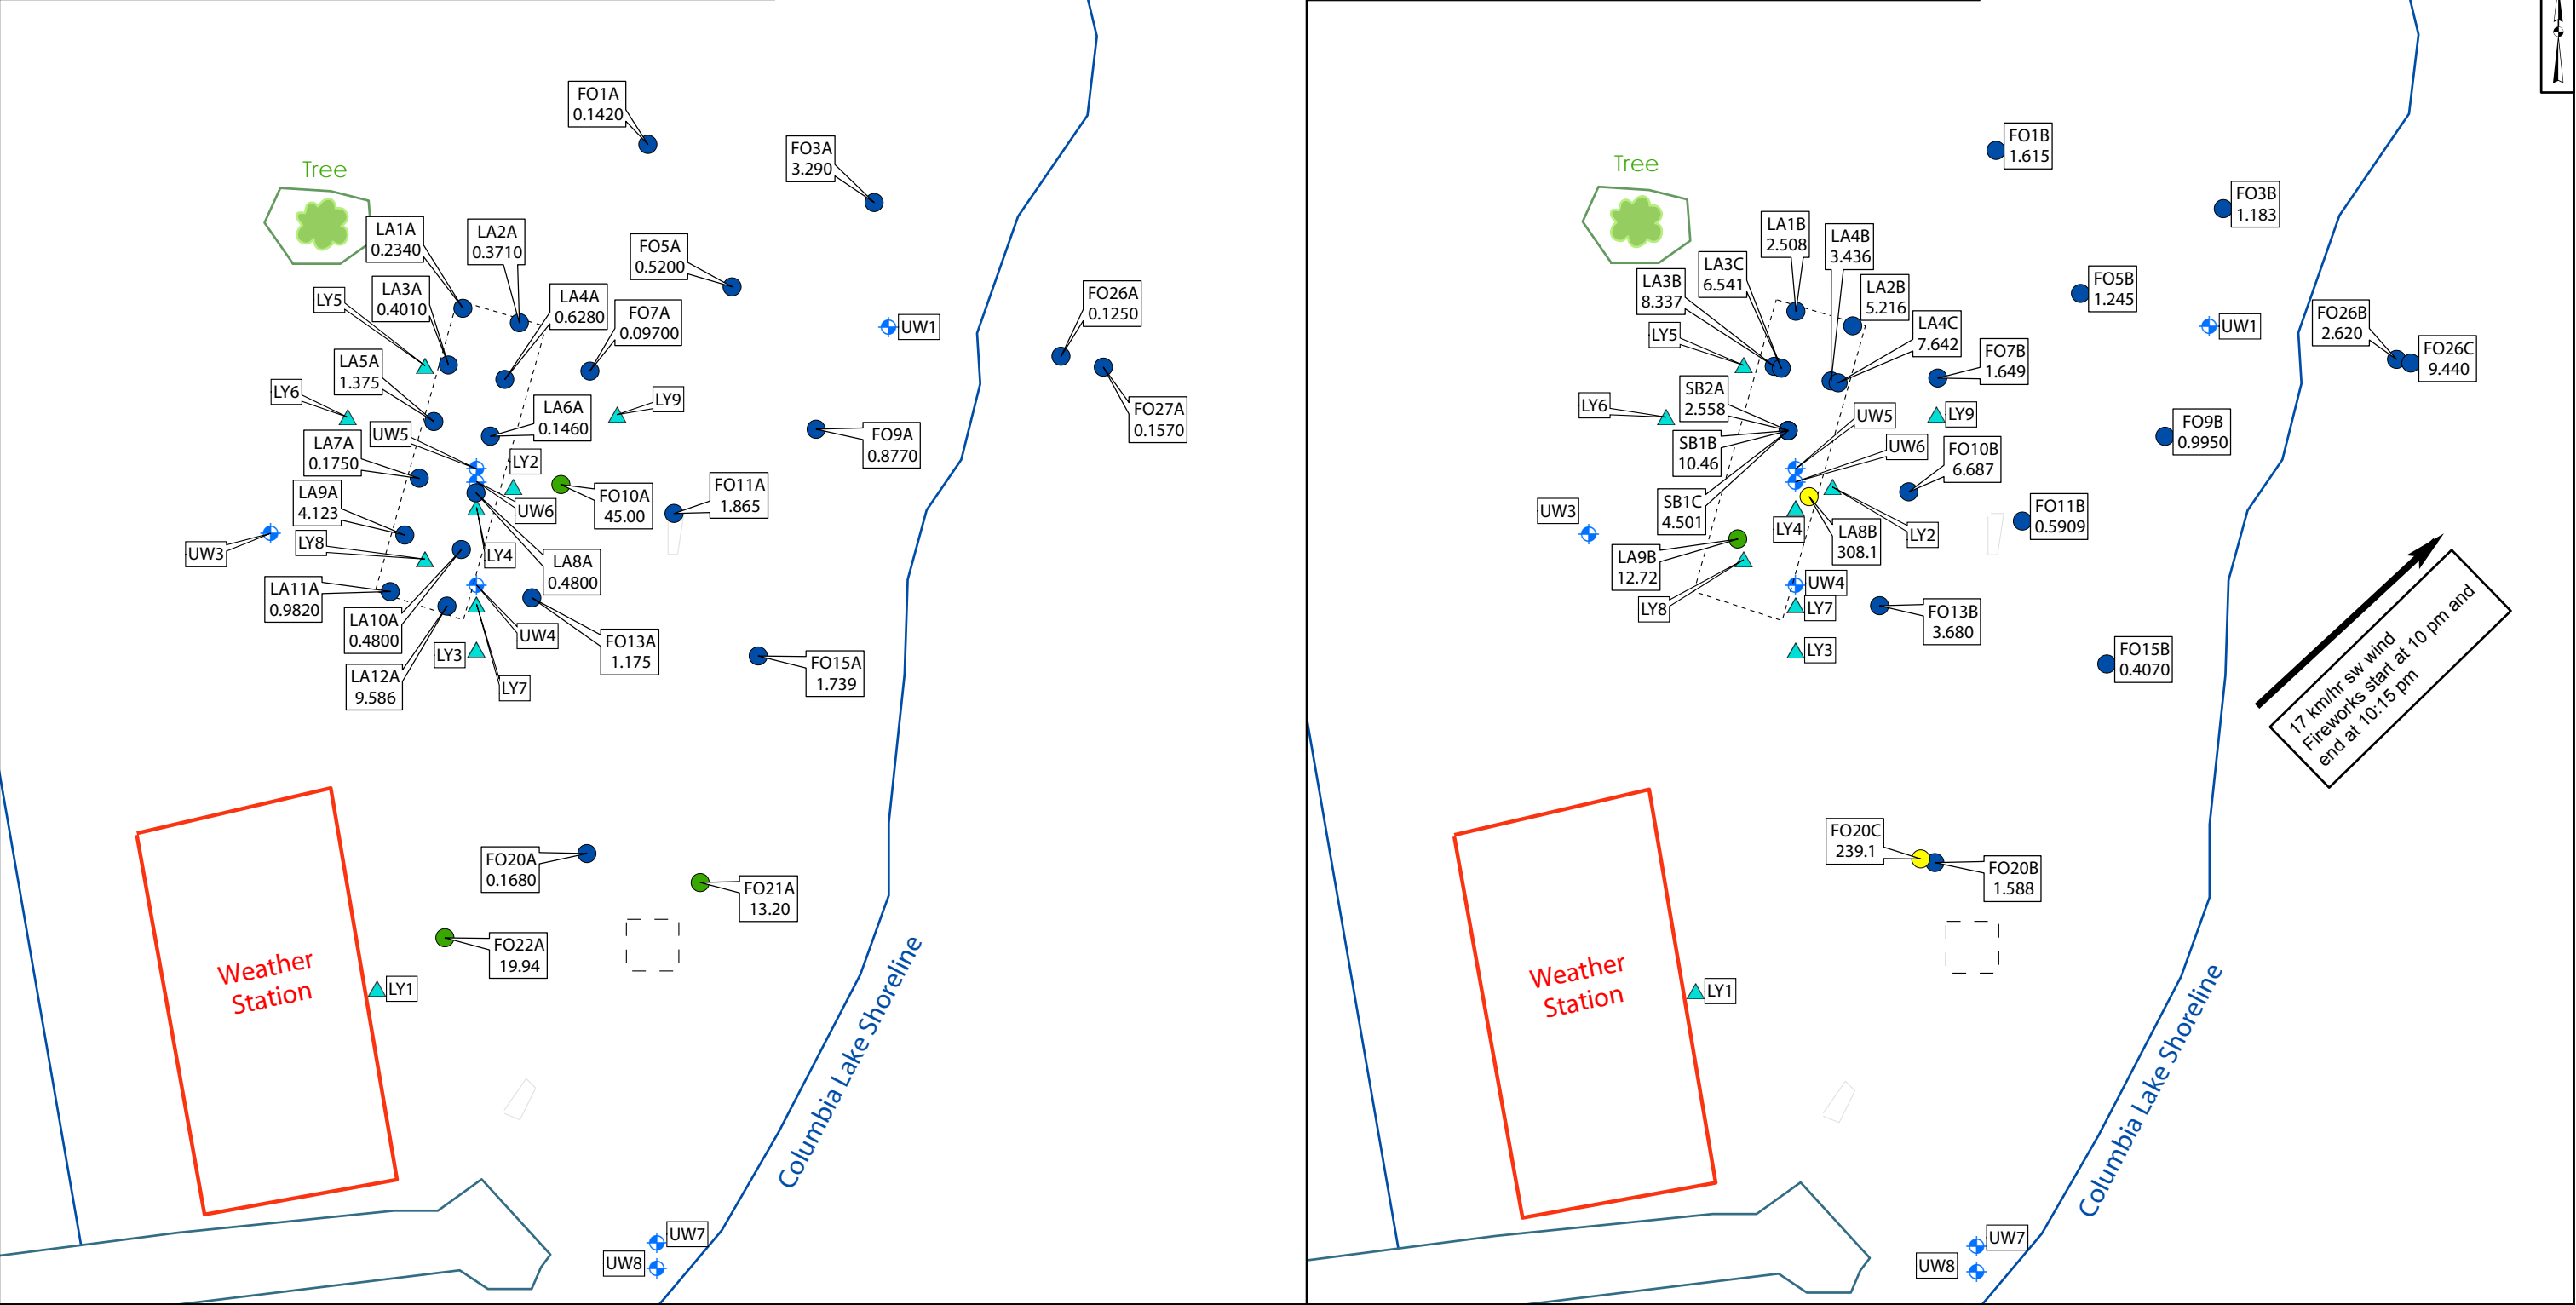 FO1A
0.1420
FO3A
3.290
Tree
LA1A
0.2340
LA2A
0.3710
FO5A
0.5200
LY5
LA3A
0.4010
LA4A
0.6280
FO7A
0.09700
UW1
FO26A
0.1250
LA5A
1.375
LY6
LY9
LA6A
0.1460
FO27A
0.1570
UW5
FO9A
0.8770
LA7A
0.1750
LY2
LA9A
4.123
UW6
FO10A
45.00
FO11A
1.865
UW3
LY8
LY4
LA8A
0.4800
LA11A
0.9820
LA10A
0.4800
UW4
FO13A
1.175
LY3
LA12A
9.586
LY7
FO15A
1.739
FO20A
0.1680
FO21A
13.20
FO22A
19.94
Weather
Station
LY1
Columbia Lake Shoreline
UW7
UW8
FO1B
1.615
Tree
FO3B
1.183
LA1B
2.508
LA4B
3.436
LA3C
6.541
LA3B
8.337
LA2B
5.216
FO5B
1.245
LY5
LA4C
7.642
UW1
FO26B
2.620
FO26C
9.440
FO7B
1.649
SB2A
2.558
LY6
UW5
LY9
FO9B
0.9950
SB1B
10.46
UW6
FO10B
6.687
SB1C
4.501
UW3
LY4
LA8B
308.1
LY2
FO11B
0.5909
LA9B
12.72
LY8
UW4
LY7
FO13B
3.680
LY3
FO15B
0.4070
17 km/hr sw wind
Fireworks start at 10 pm and
end at 10:15 pm
FO20C
239.1
FO20B
1.588
Weather
Station
LY1
Columbia Lake Shoreline
UW7
UW8